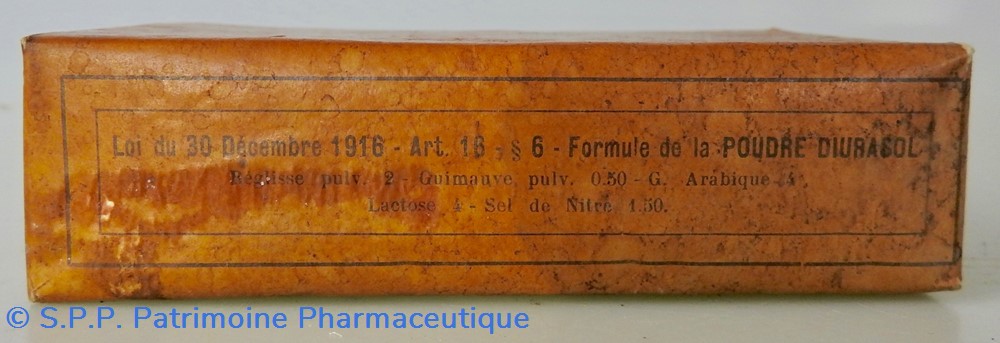 Loi du 30 Décembre 1916 - Art. 16 - § 6 - Formule de la POUDRE DIURASOL
Réglisse pulv. 2 - Guimauve pulv. 0.50 - G. Arabique 4
Lactose 4 - Sel de Nitre 1.50.
© S.P.P. Patrimoine Pharmaceutique